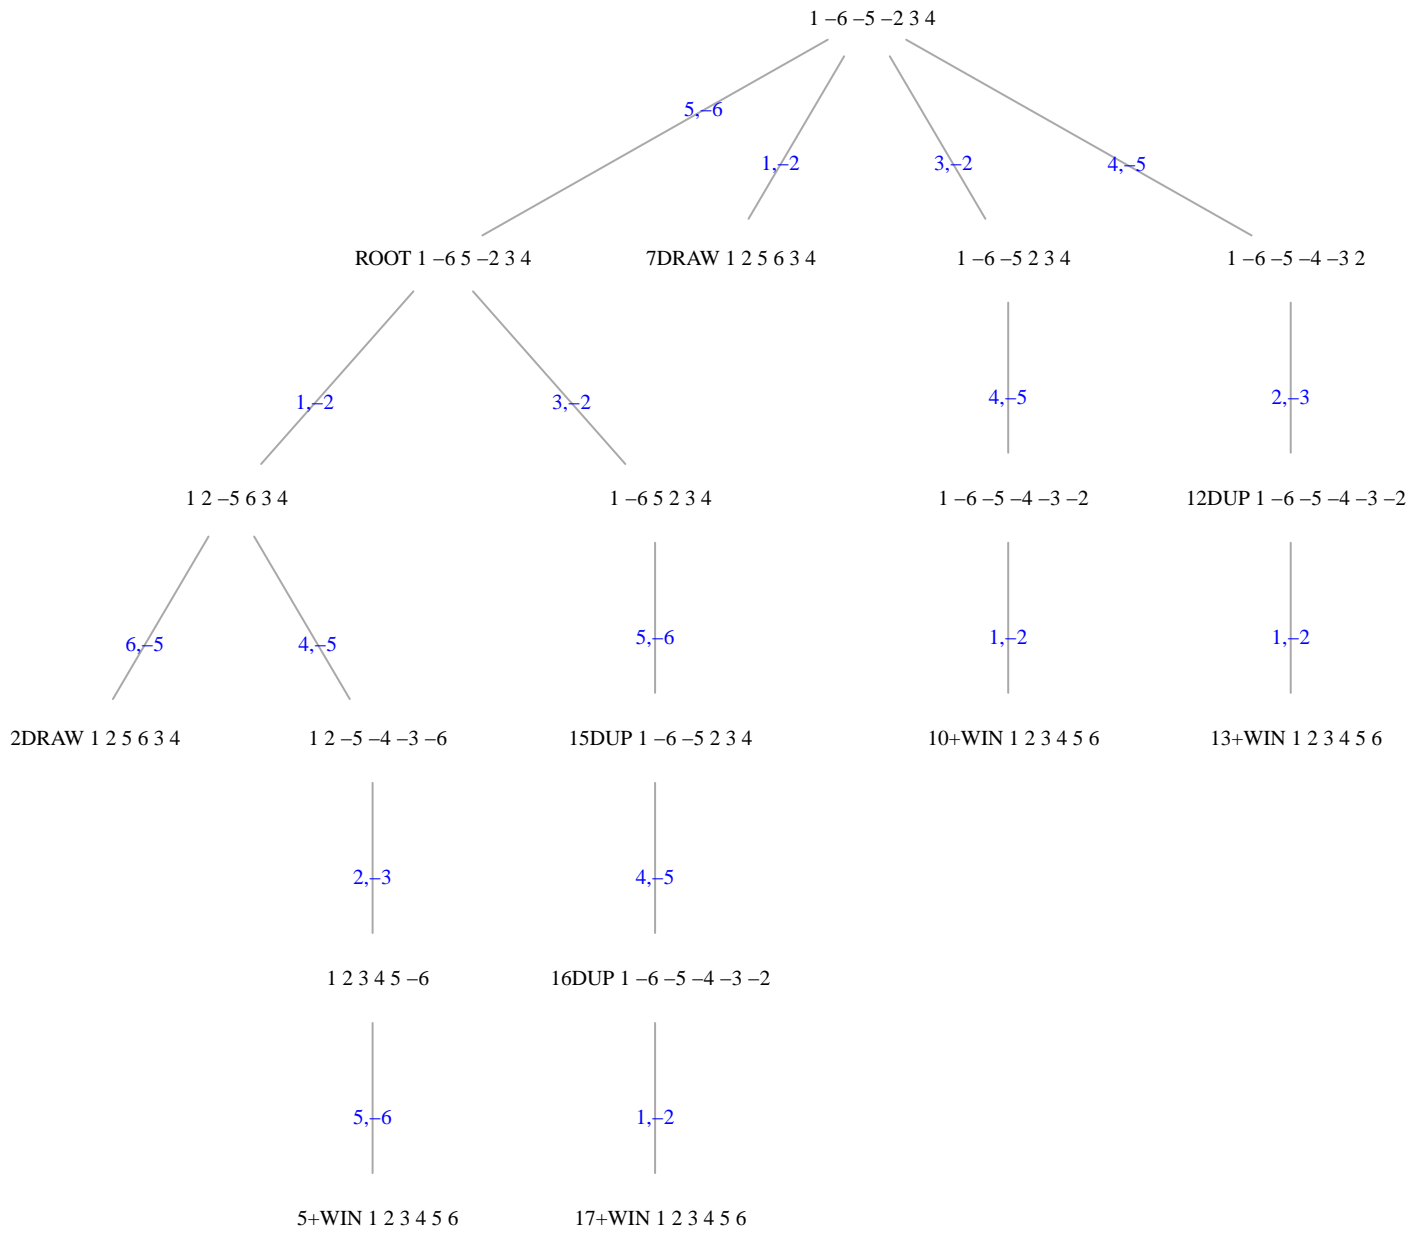 1 –6 –5 –2 3 4
5,–6
1,–2
3,–2
4,–5
ROOT 1 –6 5 –2 3 4
7DRAW 1 2 5 6 3 4
1 –6 –5 2 3 4
1 –6 –5 –4 –3 2
1,–2
3,–2
4,–5
2,–3
1 2 –5 6 3 4
1 –6 5 2 3 4
1 –6 –5 –4 –3 –2
12DUP 1 –6 –5 –4 –3 –2
6,–5
4,–5
5,–6
1,–2
1,–2
2DRAW 1 2 5 6 3 4
1 2 –5 –4 –3 –6
15DUP 1 –6 –5 2 3 4
10+WIN 1 2 3 4 5 6
13+WIN 1 2 3 4 5 6
2,–3
4,–5
1 2 3 4 5 –6
16DUP 1 –6 –5 –4 –3 –2
5,–6
1,–2
5+WIN 1 2 3 4 5 6
17+WIN 1 2 3 4 5 6